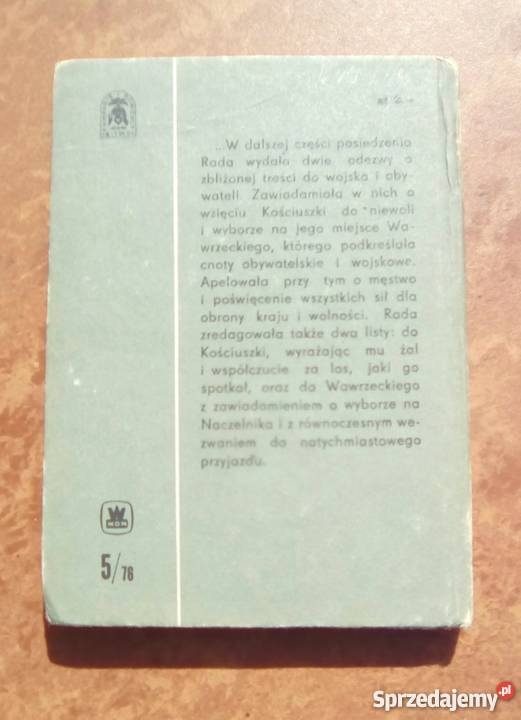 ...W dalszej części posiedzenia
Rada wydała dwie odezwy o
zbliżonej treści do wojska i oby-
wateli. Zawiadamiała w nich o
wzięciu Kościuszki do niewoli
i wyborze na jego miejsce Wa-
wrzeckiego, którego podkreślała
cnoty obywatelskie i wojskowe.
Apelowała przy tym o męstwo
i poświęcenie wszystkich sił dla
obrony kraju i wolności. Rada
zredagowała także dwa listy: do
Kościuszki, wyrażając mu żal
i współczucie za los, jaki go
spotkał, oraz do Wawrzeckiego
z zawiadomieniem o wyborze na
Naczelnika i z równoczesnym we-
zwaniem do natychmiastowego
przyjazdu.
W
MON
5/76
Sprzedajemy.pl